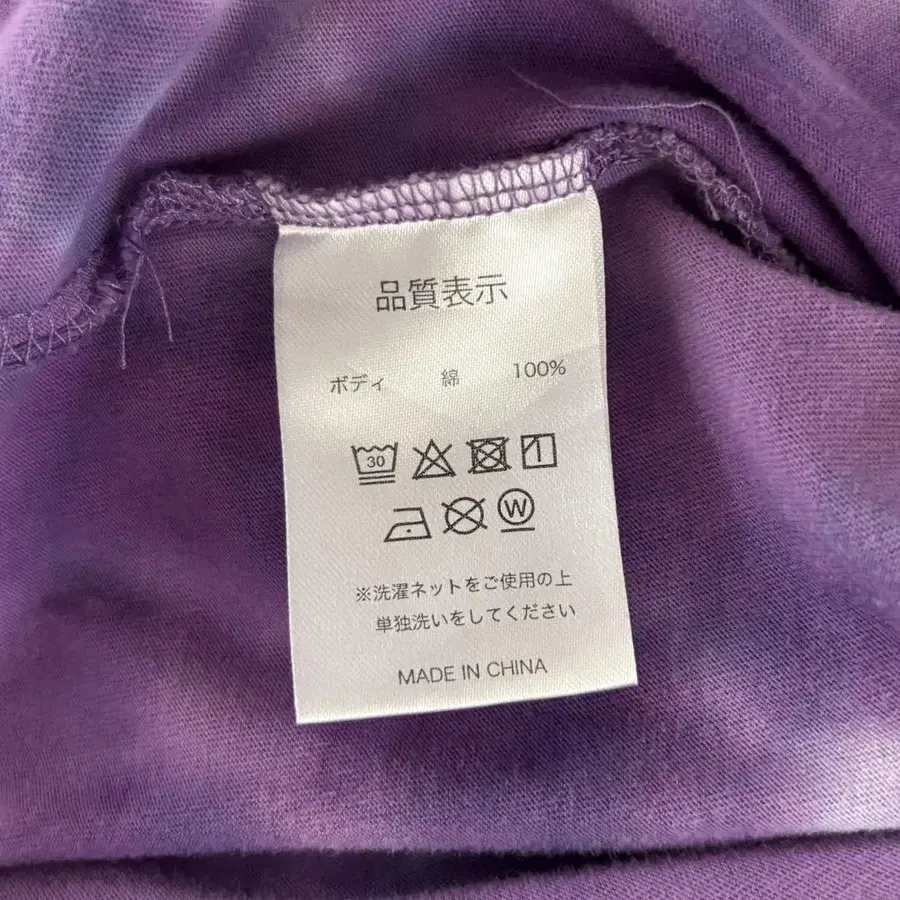 品質表示
ボディ 綿 100%
30
W
※洗濯ネットをご使用の上
単独洗いをしてください
MADE IN CHINA